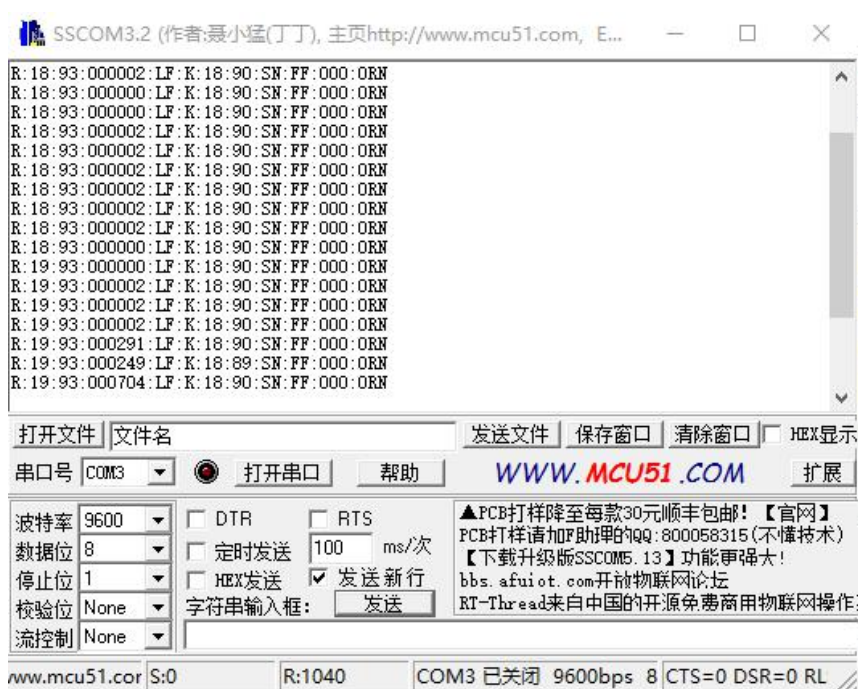 SSCOM3.2 (作者:聂小猛(丁丁), 主页http://www.mcu51.com, E...
R:18:93:000002:LF:K:18:90:SN:FF:000:0RN
R:18:93:000000:LF:K:18:90:SN:FF:000:0RN
R:18:93:000000:LF:K:18:90:SN:FF:000:0RN
R:18:93:000002:LF:K:18:90:SN:FF:000:0RN
R:18:93:000002:LF:K:18:90:SN:FF:000:0RN
R:18:93:000002:LF:K:18:90:SN:FF:000:0RN
R:18:93:000002:LF:K:18:90:SN:FF:000:0RN
R:18:93:000002:LF:K:18:90:SN:FF:000:0RN
R:18:93:000002:LF:K:18:90:SN:FF:000:0RN
R:18:93:000000:LF:K:18:90:SN:FF:000:0RN
R:19:93:000000:LF:K:18:90:SN:FF:000:0RN
R:19:93:000002:LF:K:18:90:SN:FF:000:0RN
R:19:93:000002:LF:K:18:90:SN:FF:000:0RN
R:19:93:000002:LF:K:18:90:SN:FF:000:0RN
R:19:93:000291:LF:K:18:90:SN:FF:000:0RN
R:19:93:000249:LF:K:18:89:SN:FF:000:0RN
R:19:93:000704:LF:K:18:90:SN:FF:000:0RN
打开文件 文件名 发送文件 保存窗口 清除窗口 HEX显示
串口号 COM3 打开串口 帮助 WWW.MCU51.COM 扩展
波特率 9600 DTR RTS
数据位 8 定时发送 100 ms/次
停止位 1 HEX发送 发送新行
校验位 None 字符串输入框: 发送
流控制 None
▲PCB打样降至每款30元顺丰包邮!【官网】
PCB打样请加QQ助理的QQ:800058315(不懂技术)
【下载升级版SSCOM5.13】功能更强大!
bbs.afuiot.com开放物联网论坛
RT-Thread来自中国的开源免费商用物联网操作
www.mcu51.cor S:0 R:1040 COM3 已关闭 9600bps 8 CTS=0 DSR=0 RL